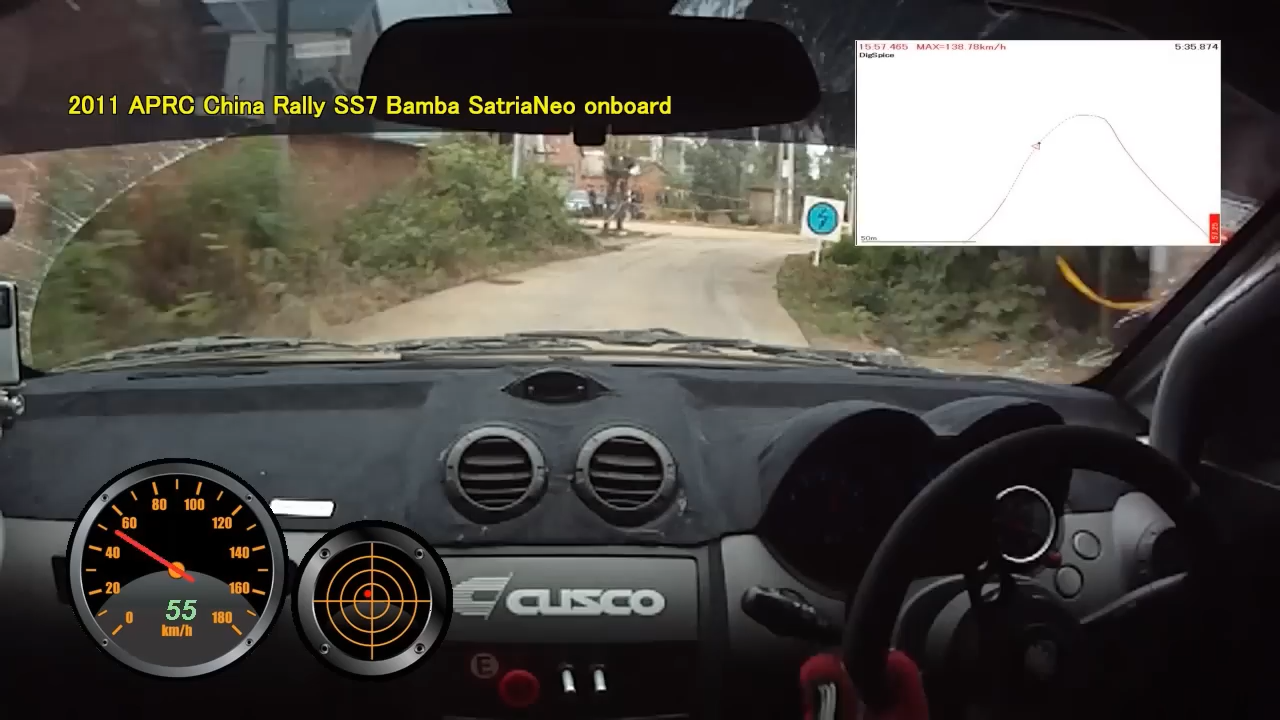 15:57.465 MAX=138.78km/h 5:35.874
DigSpice
2011 APRC China Rally SS7 Bamba SatriaNeo onboard
50m
80 100
60 120
40 140
20 160
0 55 180
km/h
CUSCO
E